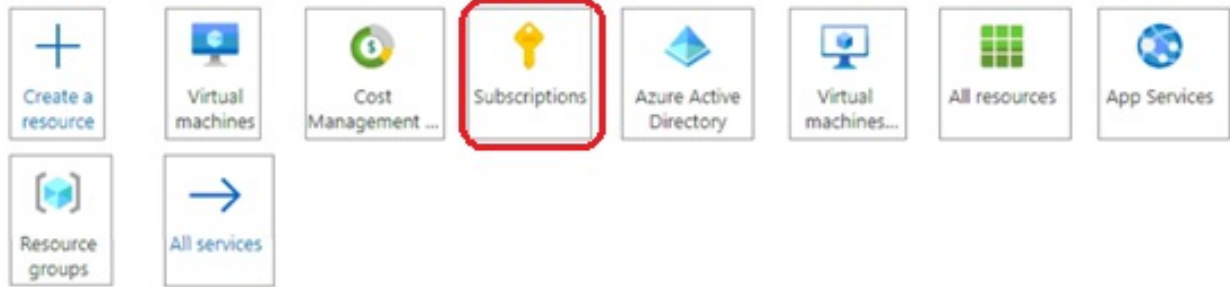 Create a
resource
Virtual
machines
Cost
Management ...
Subscriptions
Azure Active
Directory
Virtual
machines...
All resources
App Services
Resource
groups
All services